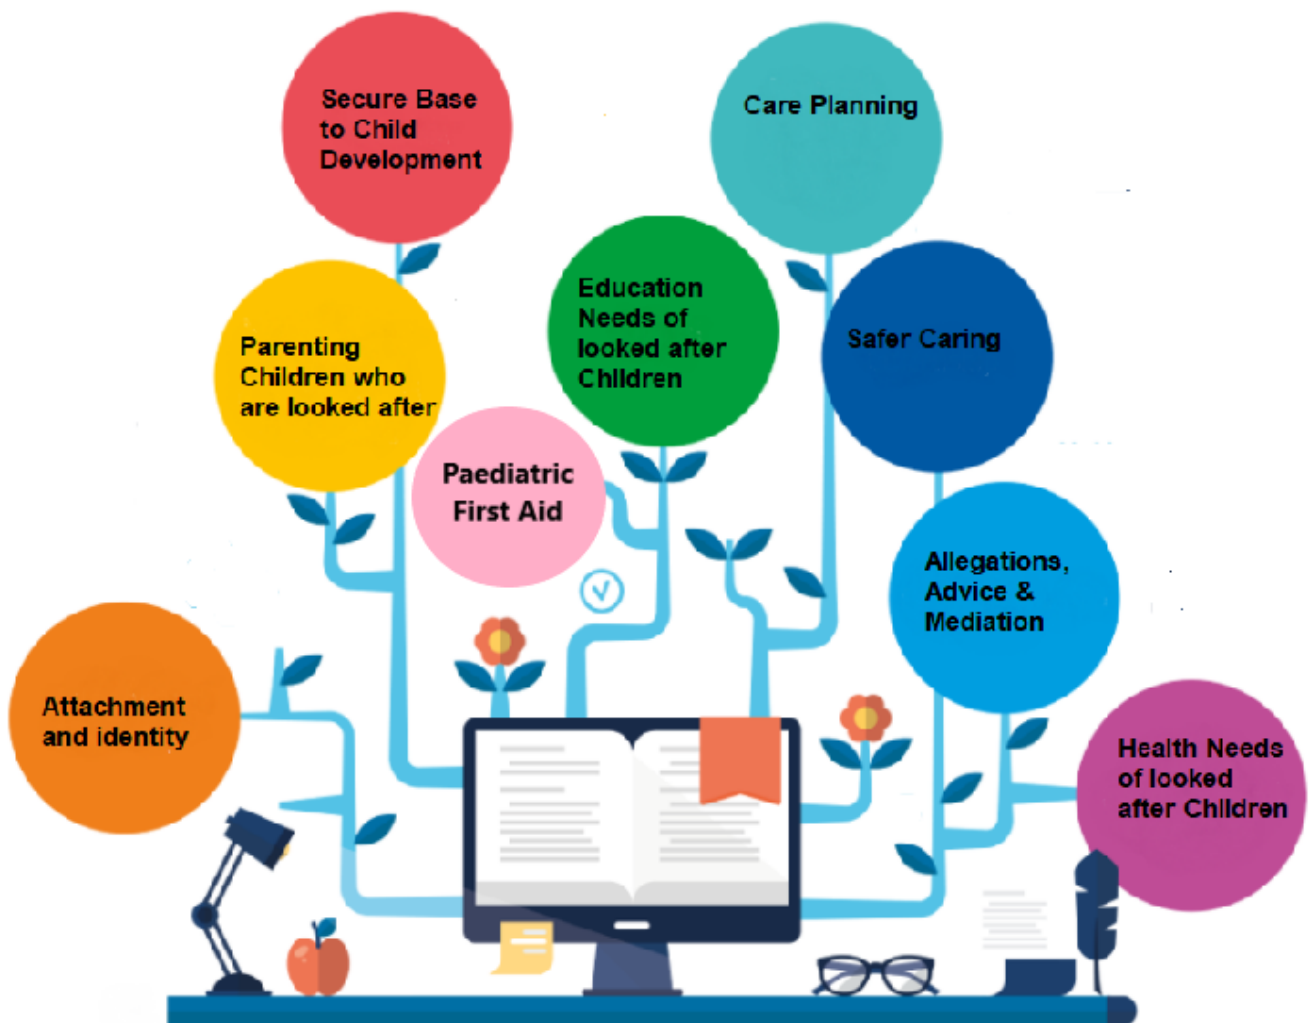 Secure Base
to Child
Development
Care Planning
Parenting
Children who
are looked after
Education
Needs of
looked after
Children
Safer Caring
Paediatric
First Aid
Allegations,
Advice &
Mediation
Attachment
and identity
Health Needs
of looked
after Children